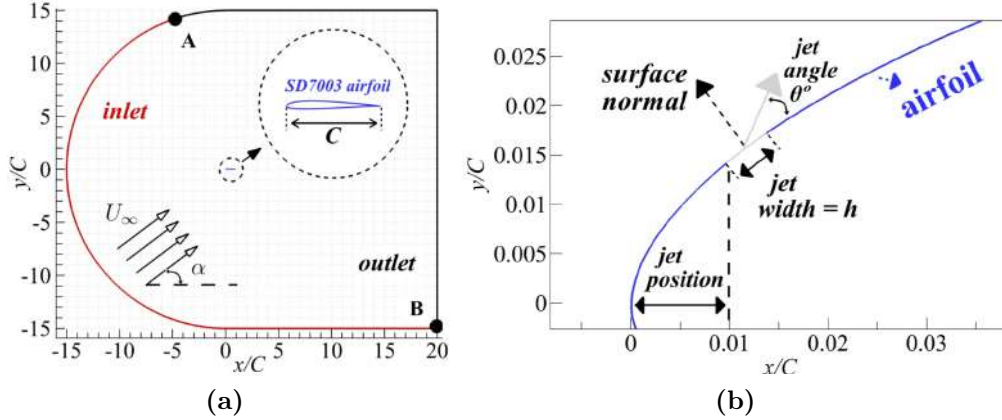 15
10
5
0
-5
-10
-15
y/C
-15
-10
-5
0
5
10
15
20
x/C
A
inlet
SD7003 airfoil
C
U∞
α
outlet
B
(a)
0.025
0.02
0.015
0.01
0.005
0
y/C
0
0.01
0.02
0.03
x/C
surface
normal
jet
angle
θ°
airfoil
jet
width = h
jet
position
(b)